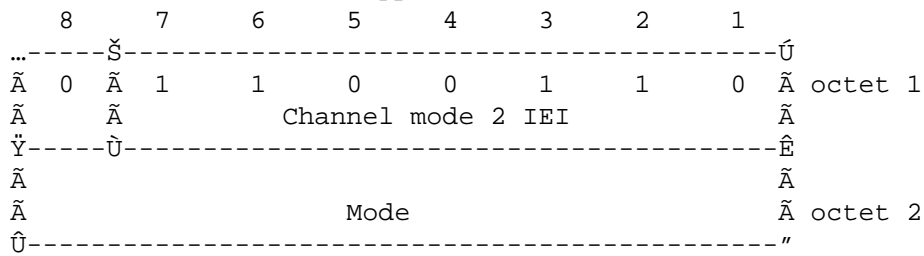 8 7 6 5 4 3 2 1
…-----Š-----------------------------------------Ú
Ã 0 Ã 1 1 0 0 1 1 0 Ã octet 1
Ã Ã Channel mode 2 IEI Ã
Ÿ-----Ù-----------------------------------------Ê
Ã Ã
Ã Mode Ã octet 2
Û-----------------------------------------------"